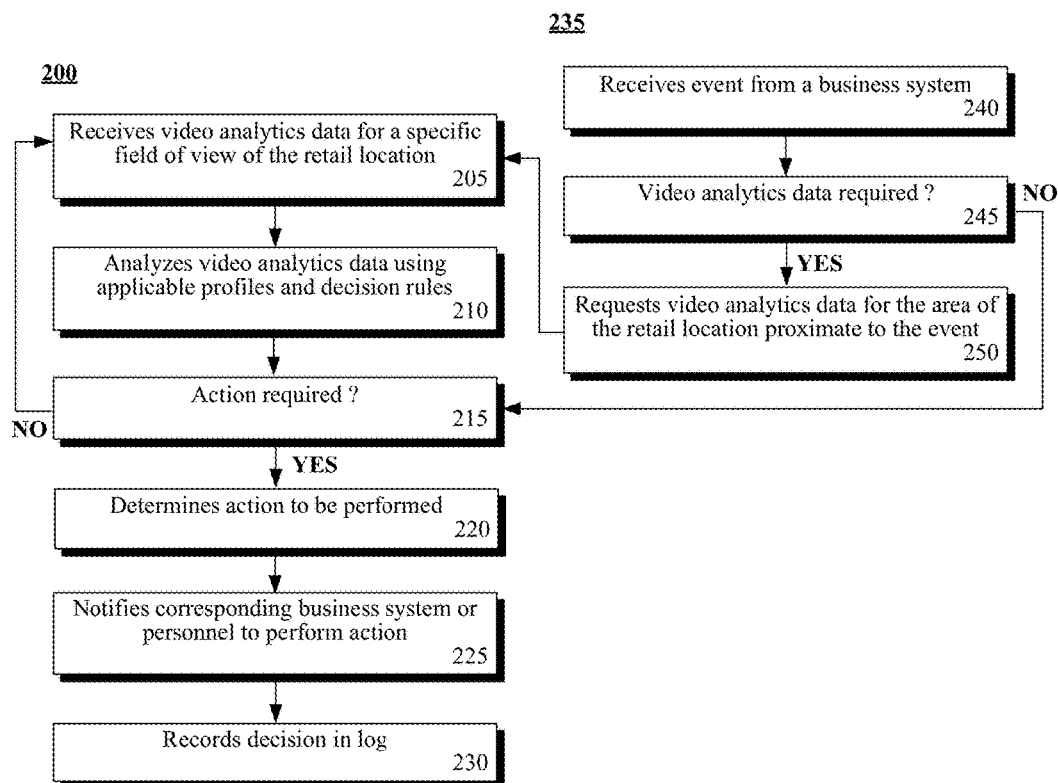 200
Receives video analytics data for a specific
field of view of the retail location
205
Analyzes video analytics data using
applicable profiles and decision rules
210
Action required ?
215
NO
YES
Determines action to be performed
220
Notifies corresponding business system or
personnel to perform action
225
Records decision in log
230
235
Receives event from a business system
240
Video analytics data required ?
245
NO
YES
Requests video analytics data for the area of
the retail location proximate to the event
250